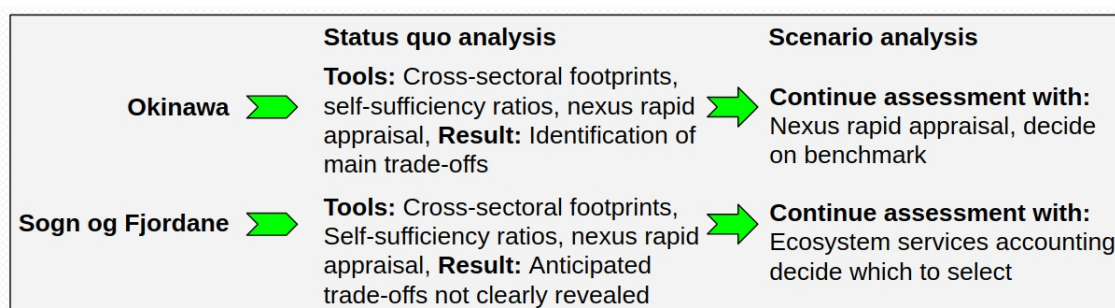 Status quo analysis
Scenario analysis
Okinawa
Tools: Cross-sectoral footprints,
self-sufficiency ratios, nexus rapid
appraisal, Result: Identification of
main trade-offs
Continue assessment with:
Nexus rapid appraisal, decide
on benchmark
Sogn og Fjordane
Tools: Cross-sectoral footprints,
Self-sufficiency ratios, nexus rapid
appraisal, Result: Anticipated
trade-offs not clearly revealed
Continue assessment with:
Ecosystem services accounting
decide which to select